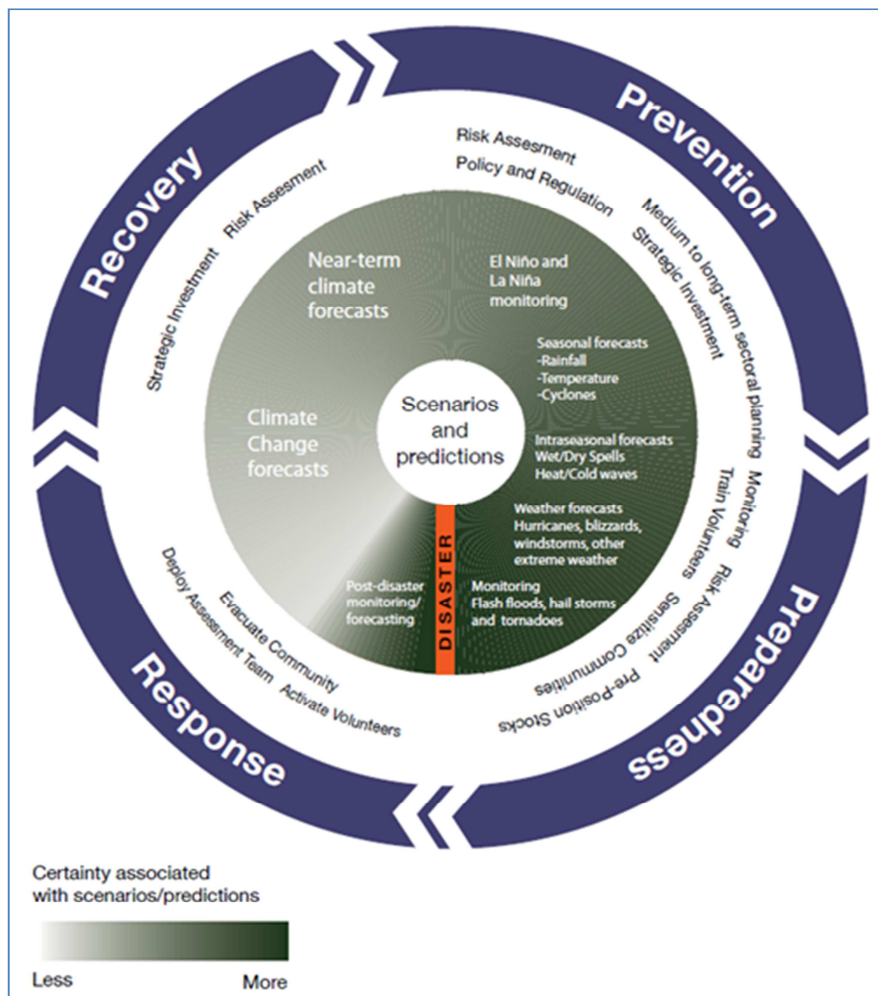 Prevention
Preparedness
Response
Recovery
Risk Assesment
Policy and Regulation
Medium to long-term sectoral planning
Strategic Investment
Monitoring
Train Volunteers
Risk Assesment
Sensitize Communities
Pre-Position Stocks
Evacuate Community
Deploy Assessment Team
Activate Volunteers
Strategic Investment
Risk Assesment
Near-term
climate
forecasts
El Niño and
La Niña
monitoring
Seasonal forecasts
-Rainfall
-Temperature
-Cyclones
Scenarios
and
predictions
Climate
Change
forecasts
Intraseasonal forecasts
Wet/Dry Spells
Heat/Cold waves
Weather forecasts
Hurricanes, blizzards,
windstorms, other
extreme weather
DISASTER
Post-disaster
monitoring/
forecasting
Monitoring
Flash floods, hail storms
and tornadoes
Certainty associated
with scenarios/predictions
Less
More